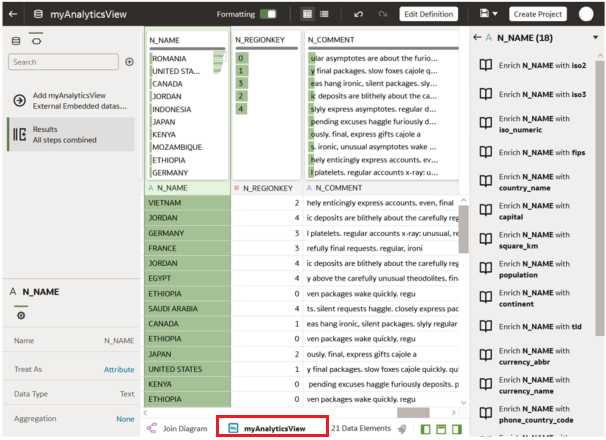 myAnalyticsView
Formatting
Edit Definition
Create Project
Search
Add myAnalyticsView
External Embedded datas...
Results
All steps combined
A N_NAME
Name N_NAME
Treat As Attribute
Data Type Text
Aggregation None
N_NAME N_REGIONKEY N_COMMENT
ROMANIA
UNITED STA...
CANADA
JORDAN
INDONESIA
JAPAN
KENYA
MOZAMBIQUE
ETHIOPIA
GERMANY
0
1
3
2
4
ular asymptotes are about the furio...
y final packages. slow foxes cajole q...
eas hang ironic, silent packages. sly...
ic deposits are blithely about the ca...
slyly express asymptotes. regular d...
pending excuses haggle furiously d...
ously. final, express gifts cajole a
s. ironic, unusual asymptotes wake ...
hely enticingly express accounts. ev...
l platelets. regular accounts x-ray: u...
A N_NAME # N_REGIONKEY A N_COMMENT
VIETNAM 2 hely enticingly express accounts. even, final
JORDAN 4 ic deposits are blithely about the carefully reg
GERMANY 3 l platelets. regular accounts x-ray: unusual, re
FRANCE 3 refully final requests. regular, ironi
JORDAN 4 ic deposits are blithely about the carefully reg
EGYPT 4 y above the carefully unusual theodolites. fin
ETHIOPIA 0 ven packages wake quickly. regu
SAUDI ARABIA 4 ts. silent requests haggle. closely express pac
CANADA 1 eas hang ironic, silent packages. slyly regular
ETHIOPIA 0 ven packages wake quickly. regu
JAPAN 2 ously. final, express gifts cajole a
UNITED STATES 1 y final packages. slow foxes cajole quickly.
KENYA 0 pending excuses haggle furiously deposits. p
ETHIOPIA 0 ven packages wake quickly. regu
Join Diagram myAnalyticsView 21 Data Elements
A N_NAME (18)
Enrich N_NAME with iso2
Enrich N_NAME with iso3
Enrich N_NAME with
iso_numeric
Enrich N_NAME with fips
Enrich N_NAME with
country_name
Enrich N_NAME with
capital
Enrich N_NAME with
square_km
Enrich N_NAME with
population
Enrich N_NAME with
continent
Enrich N_NAME with tld
Enrich N_NAME with
currency_abbr
Enrich N_NAME with
currency_name
Enrich N_NAME with
phone_country_code